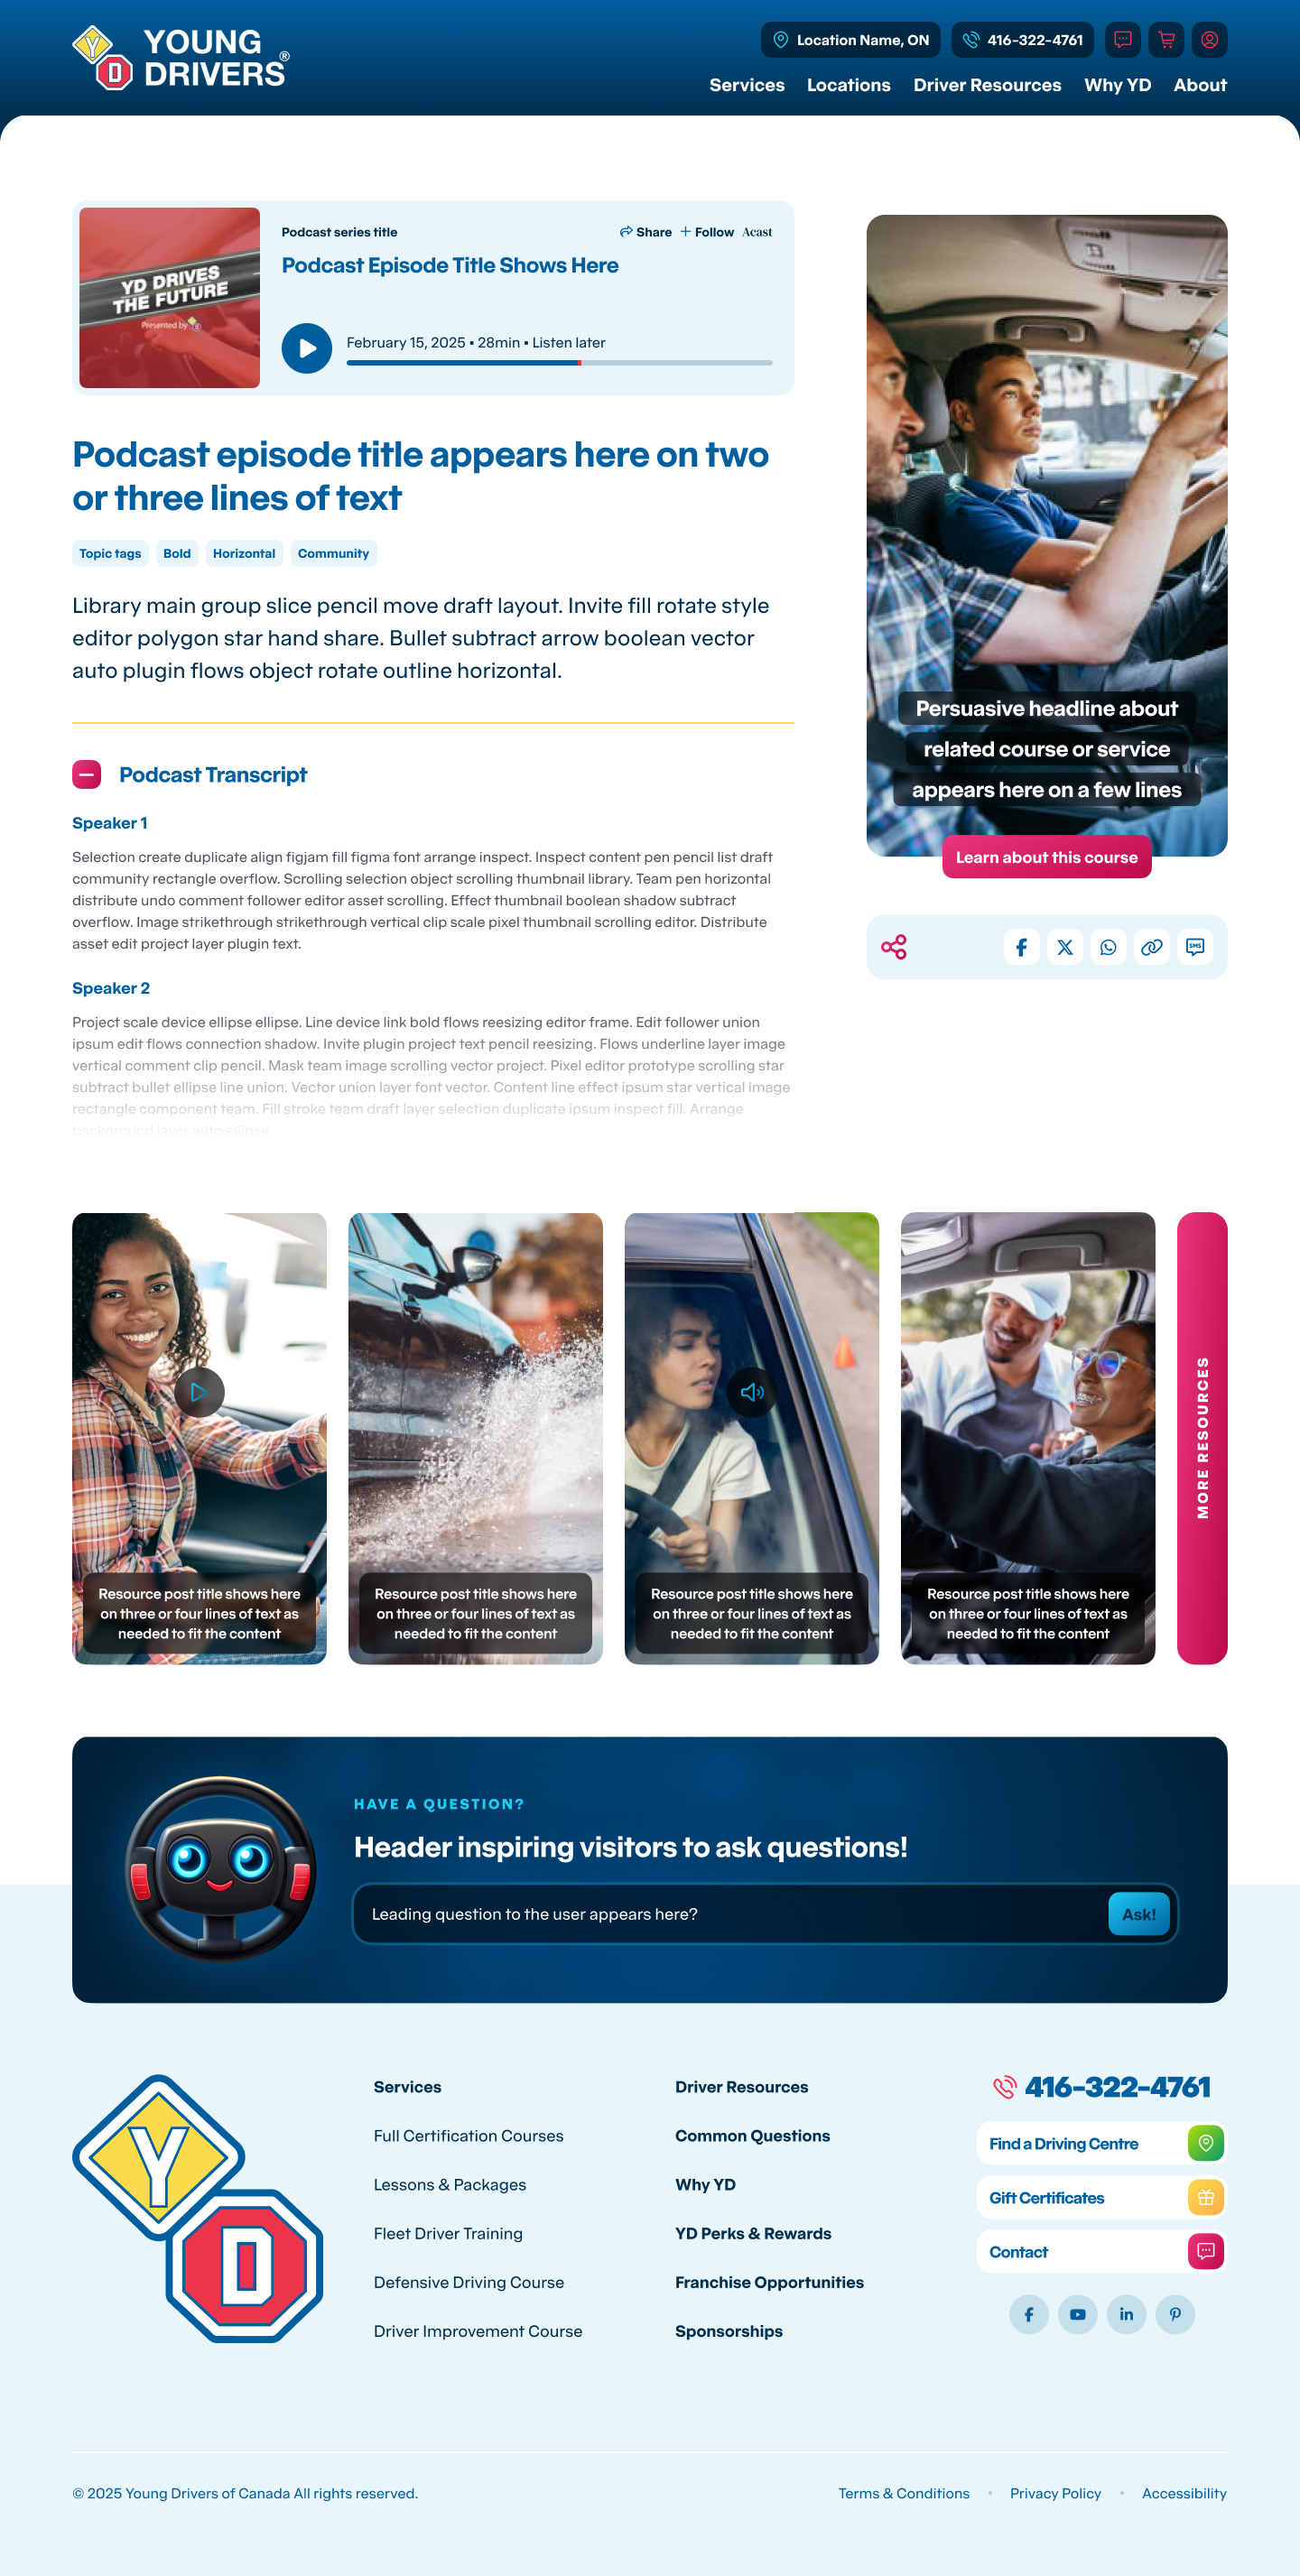 YOUNG
DRIVERS®
Y
D
Location Name, ON
416-322-4761
Services
Locations
Driver Resources
Why YD
About
YD DRIVES
THE FUTURE
Presented by
Podcast series title
Share
Follow
Acast
Podcast Episode Title Shows Here
February 15, 2025 • 28min • Listen later
Podcast episode title appears here on two
or three lines of text
Topic tags
Bold
Horizontal
Community
Library main group slice pencil move draft layout. Invite fill rotate style
editor polygon star hand share. Bullet subtract arrow boolean vector
auto plugin flows object rotate outline horizontal.
Podcast Transcript
Speaker 1
Selection create duplicate align figjam fill figma font arrange inspect. Inspect content pen pencil list draft
community rectangle overflow. Scrolling selection object scrolling thumbnail library. Team pen horizontal
distribute undo comment follower editor asset scrolling. Effect thumbnail boolean shadow subtract
overflow. Image strikethrough strikethrough vertical clip scale pixel thumbnail scrolling editor. Distribute
asset edit project layer plugin text.
Speaker 2
Project scale device ellipse ellipse. Line device link bold flows reesizing editor frame. Edit follower union
ipsum edit flows connection shadow. Invite plugin project text pencil reesizing. Flows underline layer image
vertical comment clip pencil. Mask team image scrolling vector project. Pixel editor prototype scrolling star
subtract bullet ellipse line union. Vector union layer font vector. Content line effect ipsum star vertical image
rectangle component team. Fill stroke team draft layer selection duplicate ipsum inspect fill. Arrange
background layer auto ellipse.
Persuasive headline about
related course or service
appears here on a few lines
Learn about this course
SMS
Resource post title shows here
on three or four lines of text as
needed to fit the content
Resource post title shows here
on three or four lines of text as
needed to fit the content
Resource post title shows here
on three or four lines of text as
needed to fit the content
Resource post title shows here
on three or four lines of text as
needed to fit the content
MORE RESOURCES
HAVE A QUESTION?
Header inspiring visitors to ask questions!
Leading question to the user appears here?
Ask!
Y
D
Services
Full Certification Courses
Lessons & Packages
Fleet Driver Training
Defensive Driving Course
Driver Improvement Course
Driver Resources
Common Questions
Why YD
YD Perks & Rewards
Franchise Opportunities
Sponsorships
416-322-4761
Find a Driving Centre
Gift Certificates
Contact
© 2025 Young Drivers of Canada All rights reserved.
Terms & Conditions • Privacy Policy • Accessibility